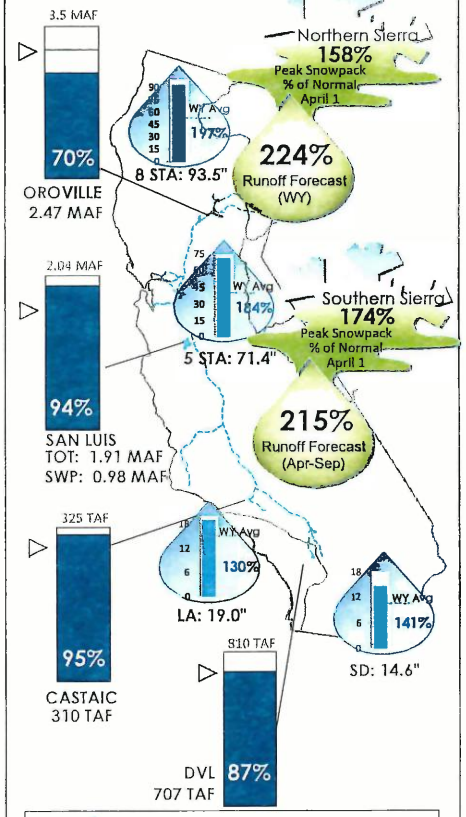 3.5 MAF
70%
OROVILLE
2.47 MAF
90
60
45
30
15
0
WY Avg
197%
8 STA: 93.5"
Northern Sierra
158%
Peak Snowpack
% of Normal
April 1
224%
Runoff Forecast
(WY)
2.04 MAF
94%
SAN LUIS
TOT: 1.91 MAF
SWP: 0.98 MAF
75
45
30
15
0
WY Avg
184%
5 STA: 71.4"
Southern Sierra
174%
Peak Snowpack
% of Normal
April 1
215%
Runoff Forecast
(Apr-Sep)
325 TAF
95%
CASTAIC
310 TAF
18
12
6
0
WY Avg
130%
LA: 19.0"
18
12
6
0
WY Avg
141%
SD: 14.6"
810 TAF
87%
DVL
707 TAF